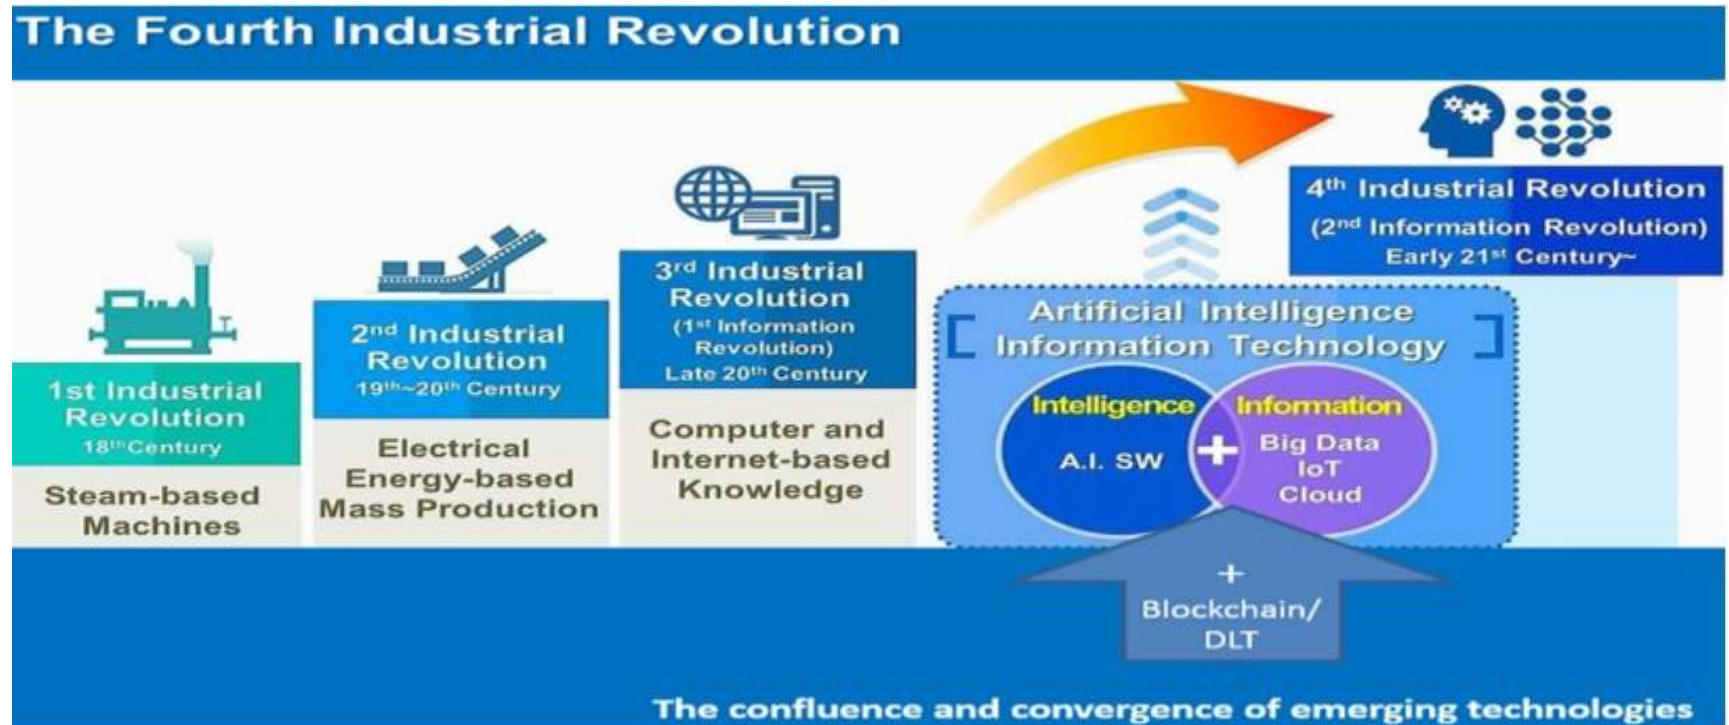 The Fourth Industrial Revolution
1st Industrial
Revolution
18thCentury
Steam-based
Machines
2nd Industrial
Revolution
19th~20th Century
Electrical
Energy-based
Mass Production
3rd Industrial
Revolution
(1st Information
Revolution)
Late 20th Century
Computer and
Internet-based
Knowledge
4th Industrial Revolution
(2nd Information Revolution)
Early 21st Century~
[ Artificial Intelligence
Information Technology ]
Intelligence
A.I. SW
+
Information
Big Data
IoT
Cloud
+
Blockchain/
DLT
The confluence and convergence of emerging technologies